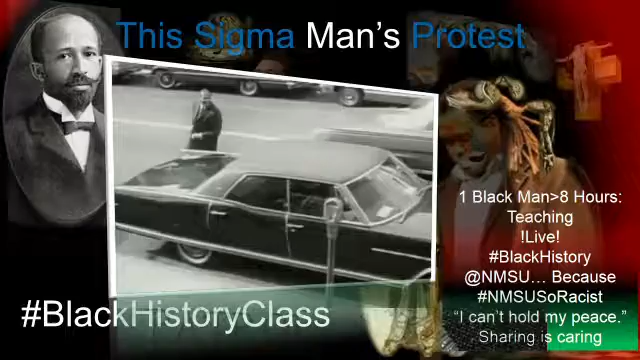 This Sigma Man's Protest
1 Black Man>8 Hours:
Teaching
!Live!
#BlackHistory
@NMSU... Because
#NMSUSoRacist
“I can't hold my peace.”
Sharing is caring
#BlackHistoryClass